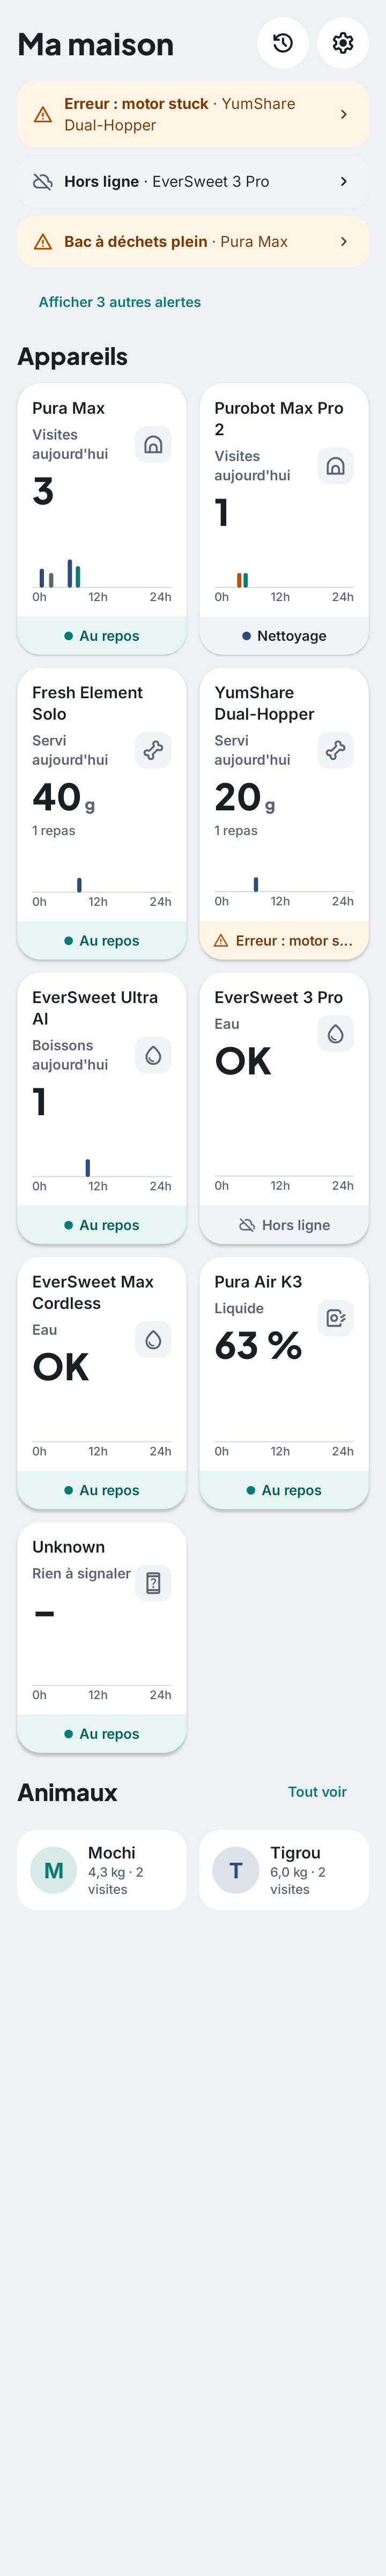 Ma maison
Erreur : motor stuck · YumShare
Dual-Hopper
Hors ligne · EverSweet 3 Pro
Bac à déchets plein · Pura Max
Afficher 3 autres alertes
Appareils
Pura Max
Visites
aujourd'hui
3
0h 12h 24h
Au repos
Purobot Max Pro
2
Visites
aujourd'hui
1
0h 12h 24h
Nettoyage
Fresh Element
Solo
Servi
aujourd'hui
40 g
1 repas
0h 12h 24h
Au repos
YumShare
Dual-Hopper
Servi
aujourd'hui
20 g
1 repas
0h 12h 24h
Erreur : motor s...
EverSweet Ultra
AI
Boissons
aujourd'hui
1
0h 12h 24h
Au repos
EverSweet 3 Pro
Eau
OK
0h 12h 24h
Hors ligne
EverSweet Max
Cordless
Eau
OK
0h 12h 24h
Au repos
Pura Air K3
Liquide
63 %
0h 12h 24h
Au repos
Unknown
Rien à signaler
–
0h 12h 24h
Au repos
Animaux
Tout voir
M
Mochi
4,3 kg · 2
visites
T
Tigrou
6,0 kg · 2
visites